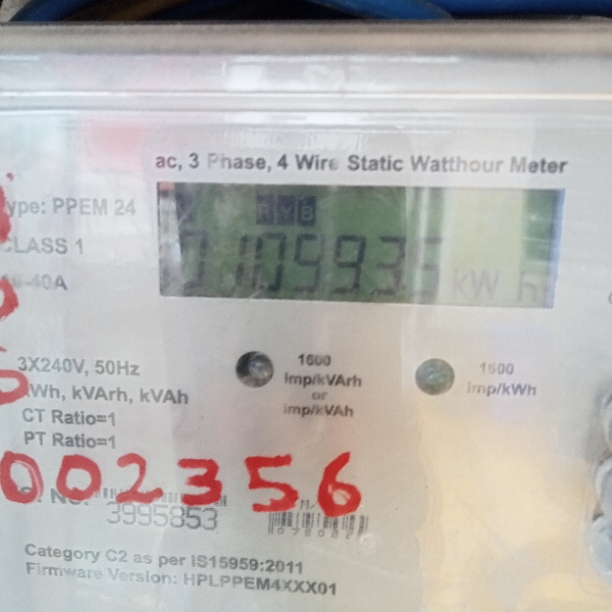 ac, 3 Phase, 4 Wire Static Watthour Meter
ype: PPEM 24
R Y B
CLASS 1
kW h
-40A
3X240V, 50Hz
Wh, kVArh, kVAh
CT Ratio=1
PT Ratio=1
1600
imp/kVArh
or
imp/kVAh
1600
imp/kWh
002356
3995853
Category C2 as per IS15959:2011
Firmware Version: HPLPPEM4XXX01